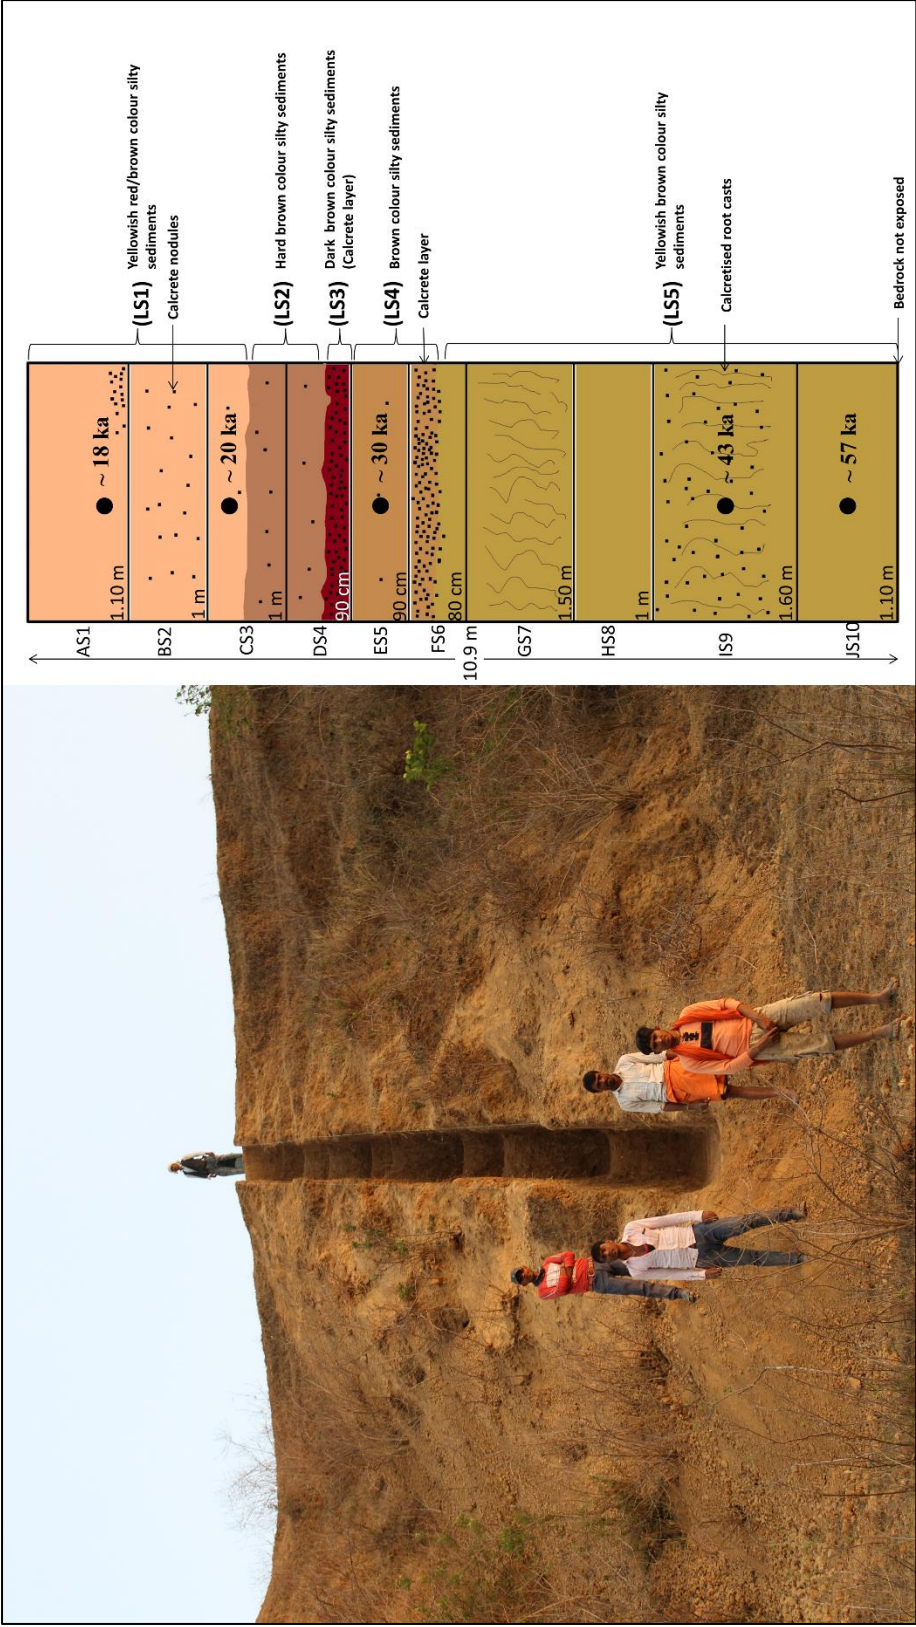 AS1
1.10 m
~ 18 ka
(LS1) Yellowish red/brown colour silty
sediments
BS2
1 m
Calcrete nodules
CS3
1 m
~ 20 ka
(LS2) Hard brown colour silty sediments
DS4
90 cm
(LS3) Dark brown colour silty sediments
(Calcrete layer)
ES5
90 cm
~ 30 ka
(LS4) Brown colour silty sediments
FS6
80 cm
Calcrete layer
10.9 m
GS7
1.50 m
HS8
1 m
(LS5) Yellowish brown colour silty
sediments
IS9
1.60 m
~ 43 ka
Calcretised root casts
JS10
1.10 m
~ 57 ka
Bedrock not exposed